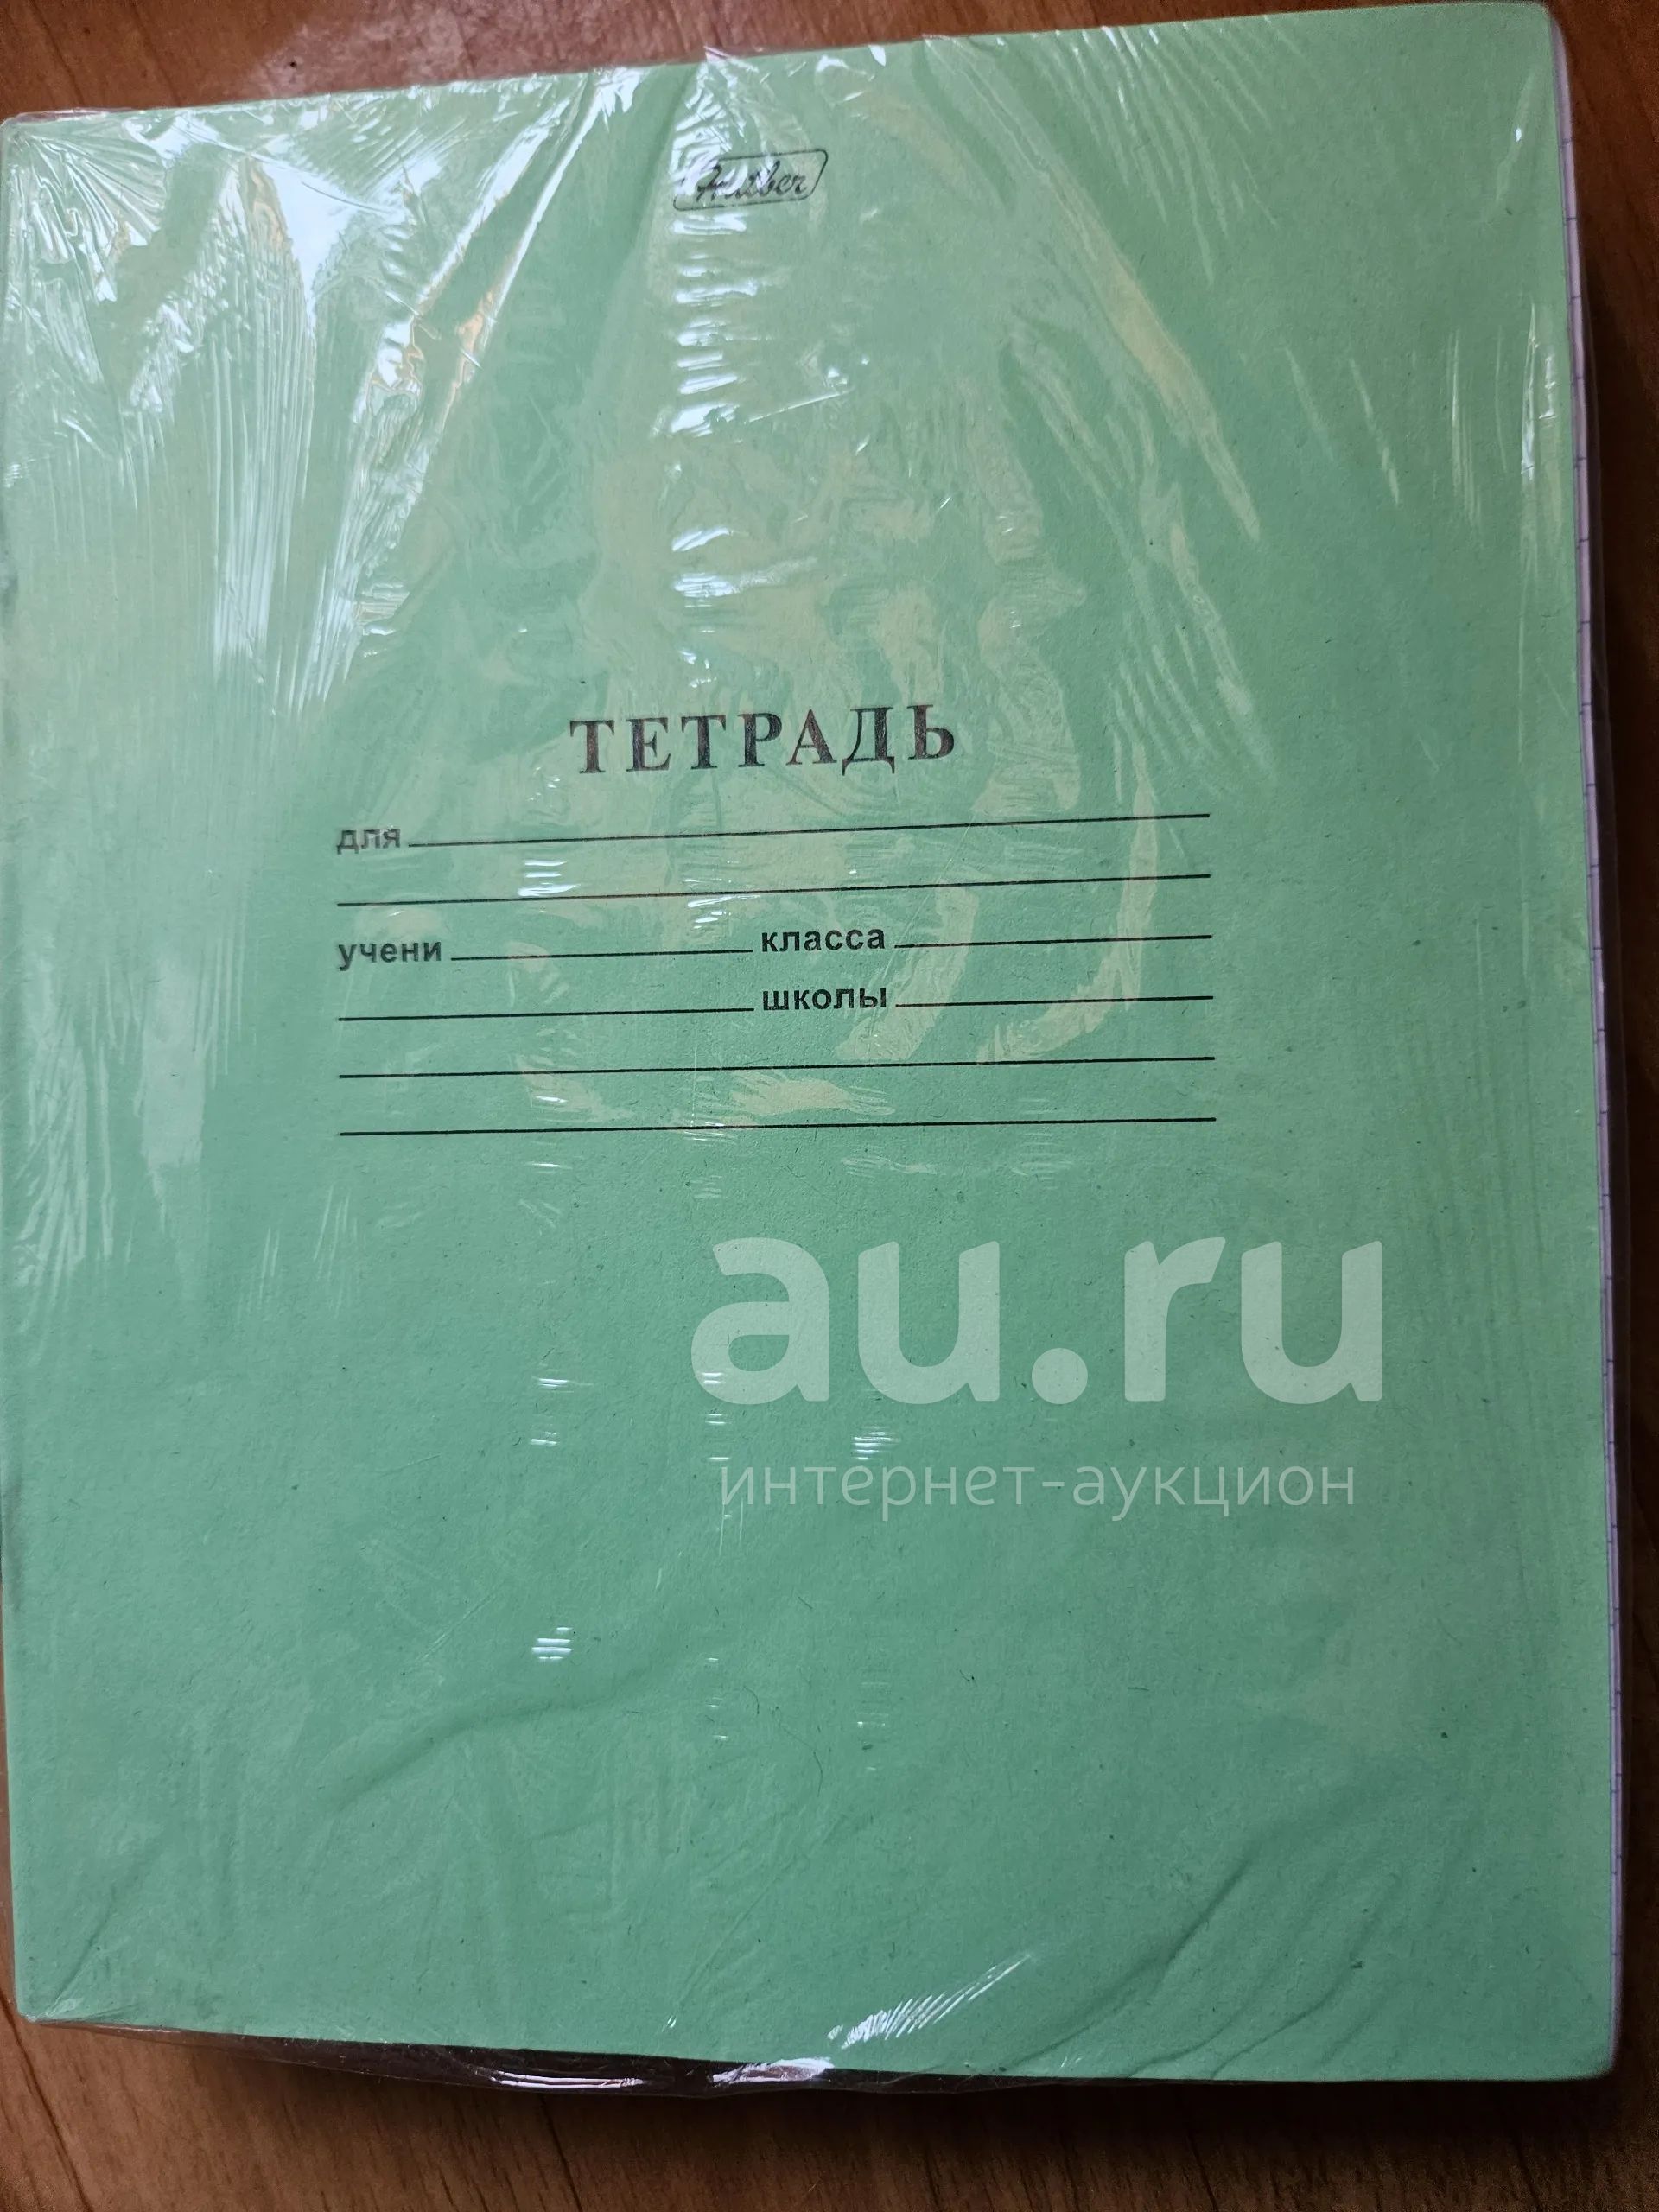 Hatber
ТЕТРАДЬ
для
учени класса
школы
au.ru
интернет-аукцион